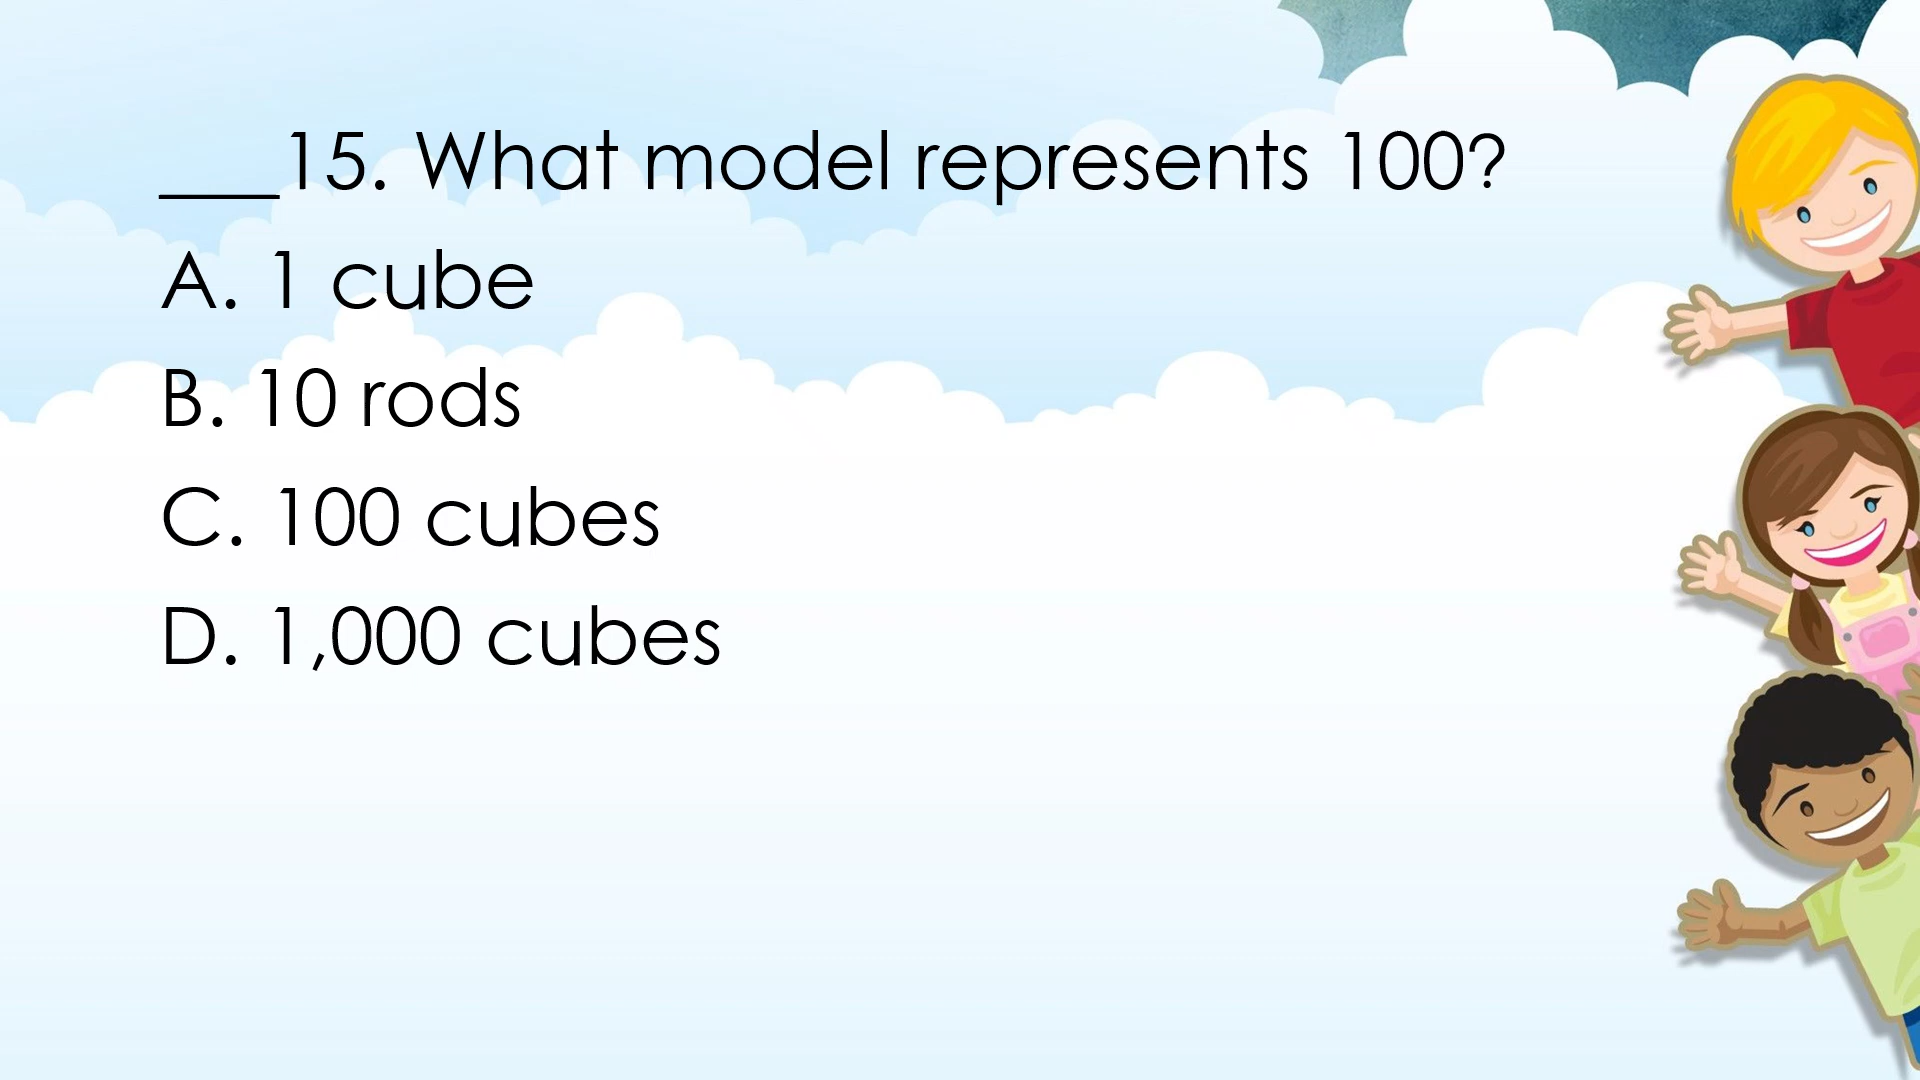 ___15. What model represents 100?
A. 1 cube
B. 10 rods
C. 100 cubes
D. 1,000 cubes